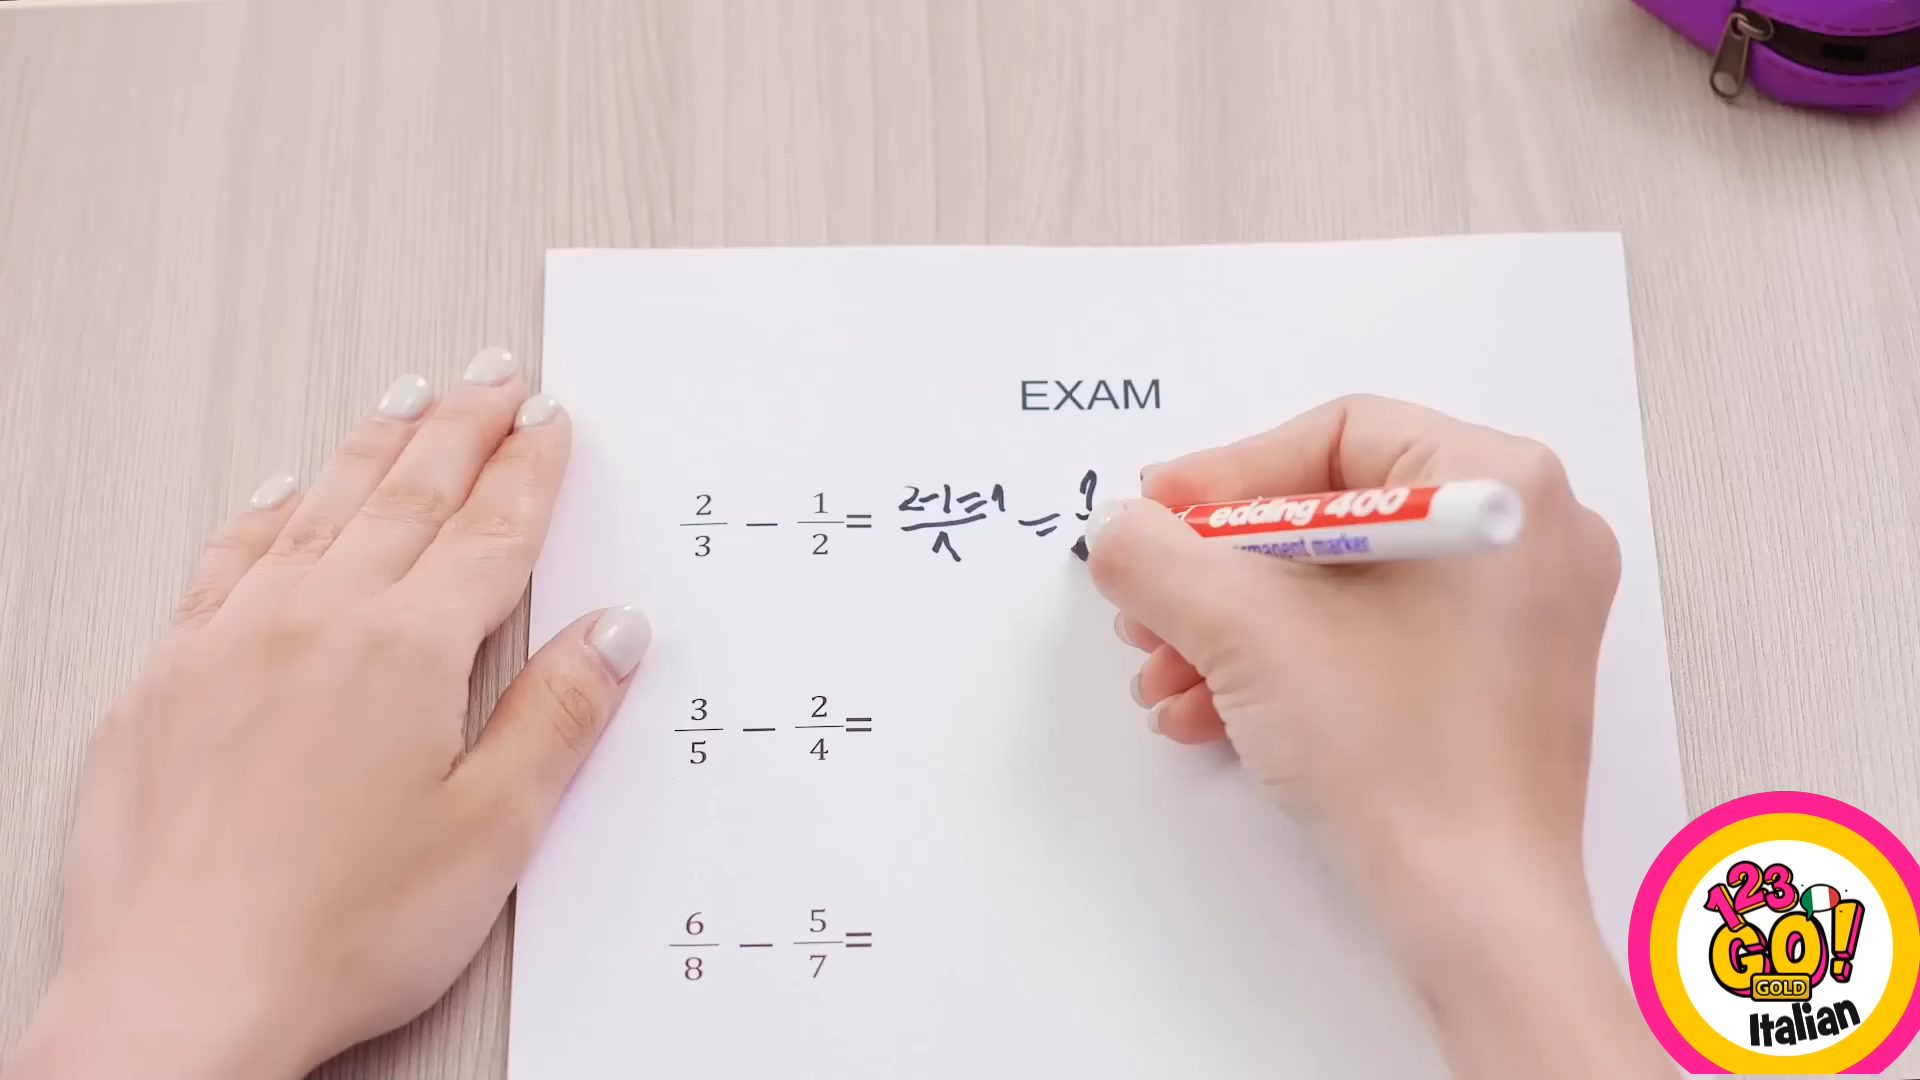 EXAM
2/3 — 1/2 = 2-1=1/1 = 1
edding 400
permanent marker
3/5 — 2/4 =
6/8 — 5/7 =
123
GO!
GOLD
Italian